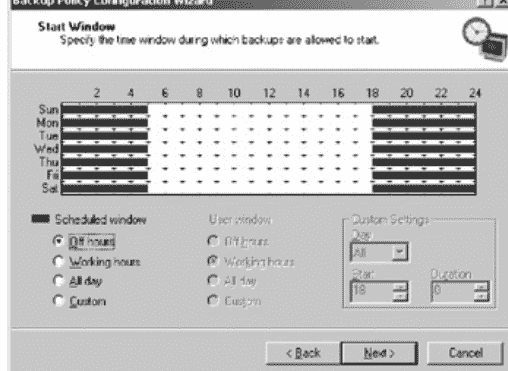 Backup Policy Configuration Wizard
Start Window
Specify the time window during which backups are allowed to start.
2 4 6 8 10 12 14 16 18 20 22 24
Sun
Mon
Tue
Wed
Thu
Fri
Sat
Scheduled window User window Custom Settings
Off hours Off hours Day
Working hours Working hours All
All day All day Start Duration
Custom Custom 18 0
< Back Next > Cancel